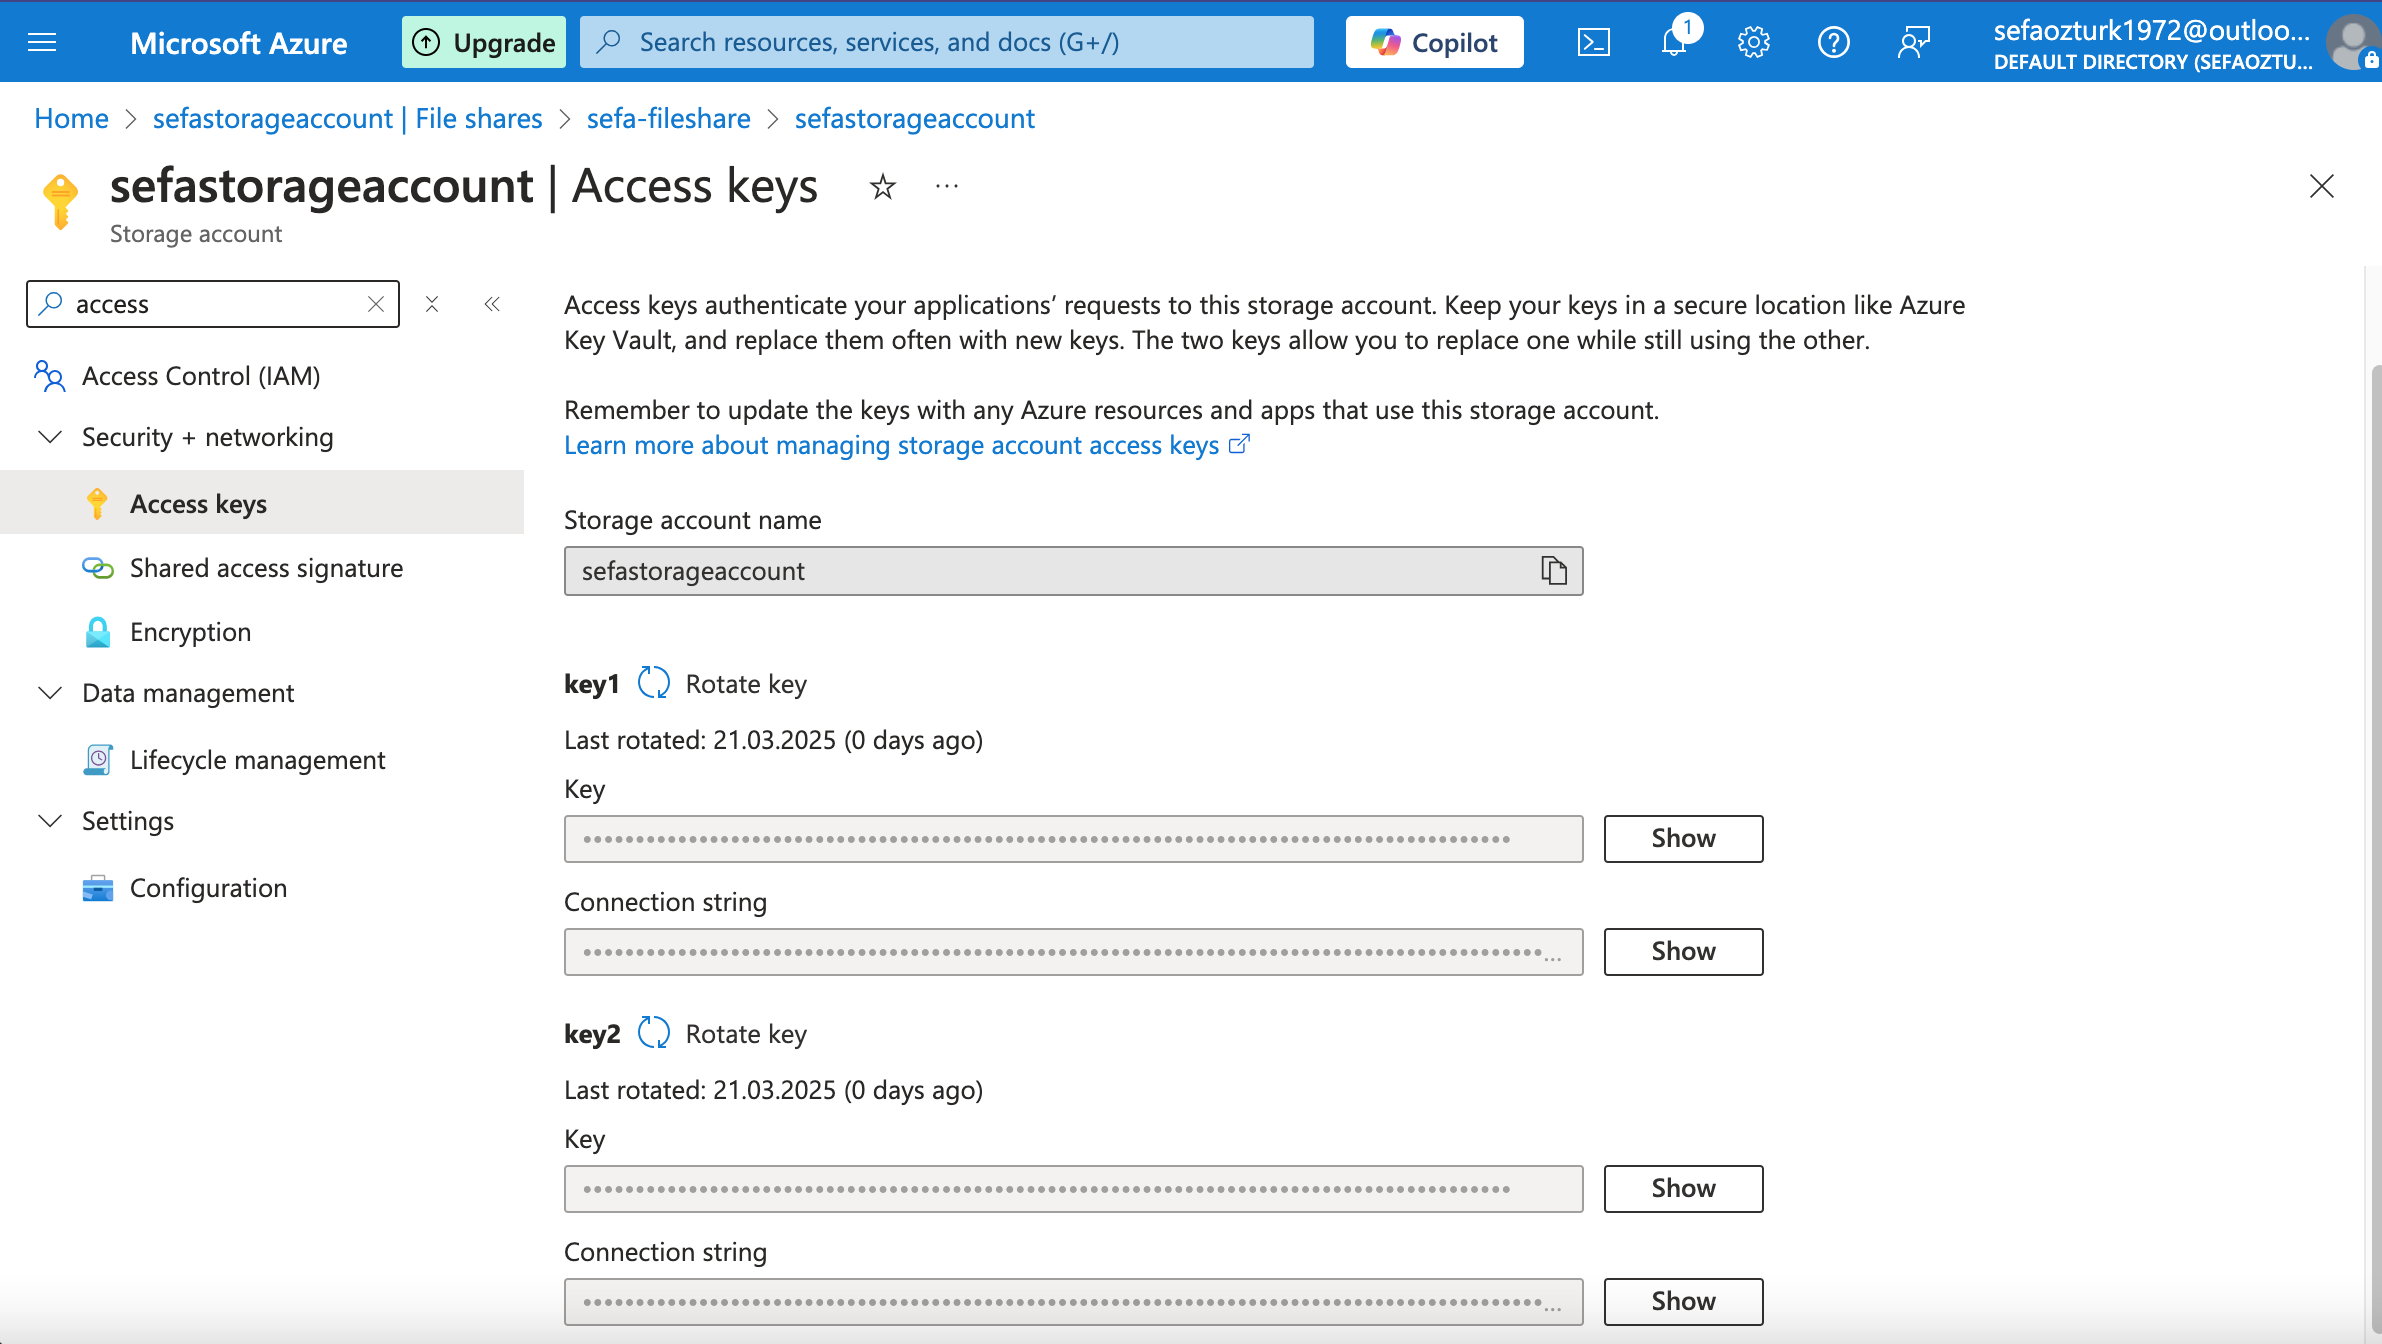 Microsoft Azure
Upgrade
Search resources, services, and docs (G+/)
Copilot
1
sefaozturk1972@outloo...
DEFAULT DIRECTORY (SEFAOZTU...
Home > sefastorageaccount | File shares > sefa-fileshare > sefastorageaccount
sefastorageaccount | Access keys
Storage account
access
Access Control (IAM)
Security + networking
Access keys
Shared access signature
Encryption
Data management
Lifecycle management
Settings
Configuration
Access keys authenticate your applications’ requests to this storage account. Keep your keys in a secure location like Azure
Key Vault, and replace them often with new keys. The two keys allow you to replace one while still using the other.
Remember to update the keys with any Azure resources and apps that use this storage account.
Learn more about managing storage account access keys
Storage account name
sefastorageaccount
key1 Rotate key
Last rotated: 21.03.2025 (0 days ago)
Key
Show
Connection string
Show
key2 Rotate key
Last rotated: 21.03.2025 (0 days ago)
Key
Show
Connection string
Show